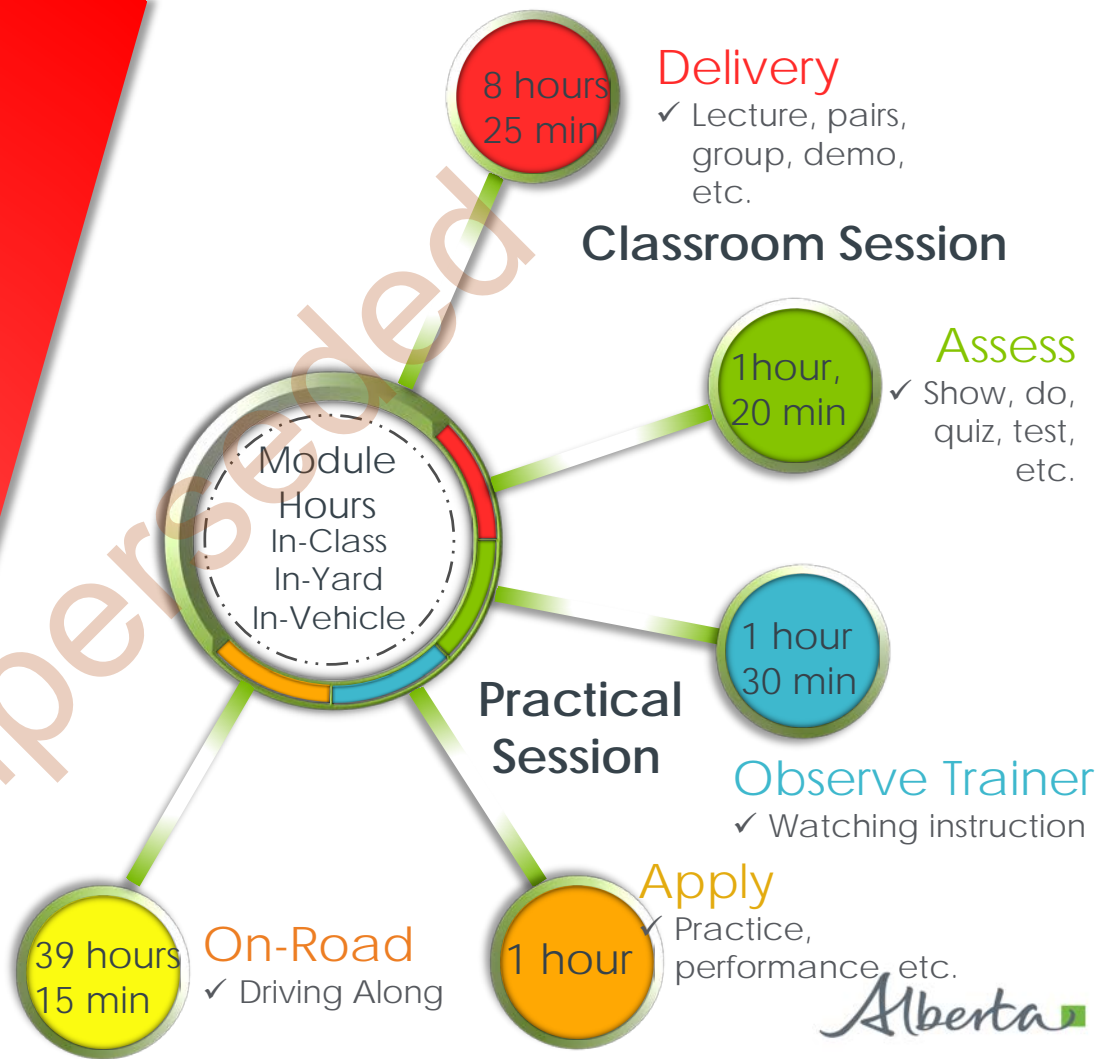 8 hours
25 min
Delivery
✓ Lecture, pairs,
group, demo,
etc.
Classroom Session
1hour,
20 min
Assess
✓ Show, do,
quiz, test,
etc.
Module
Hours
In-Class
In-Yard
In-Vehicle
1 hour
30 min
Practical
Session
Observe Trainer
✓ Watching instruction
Apply
✓ Practice,
performance, etc.
1 hour
39 hours
15 min
On-Road
✓ Driving Along
Alberta
perseded